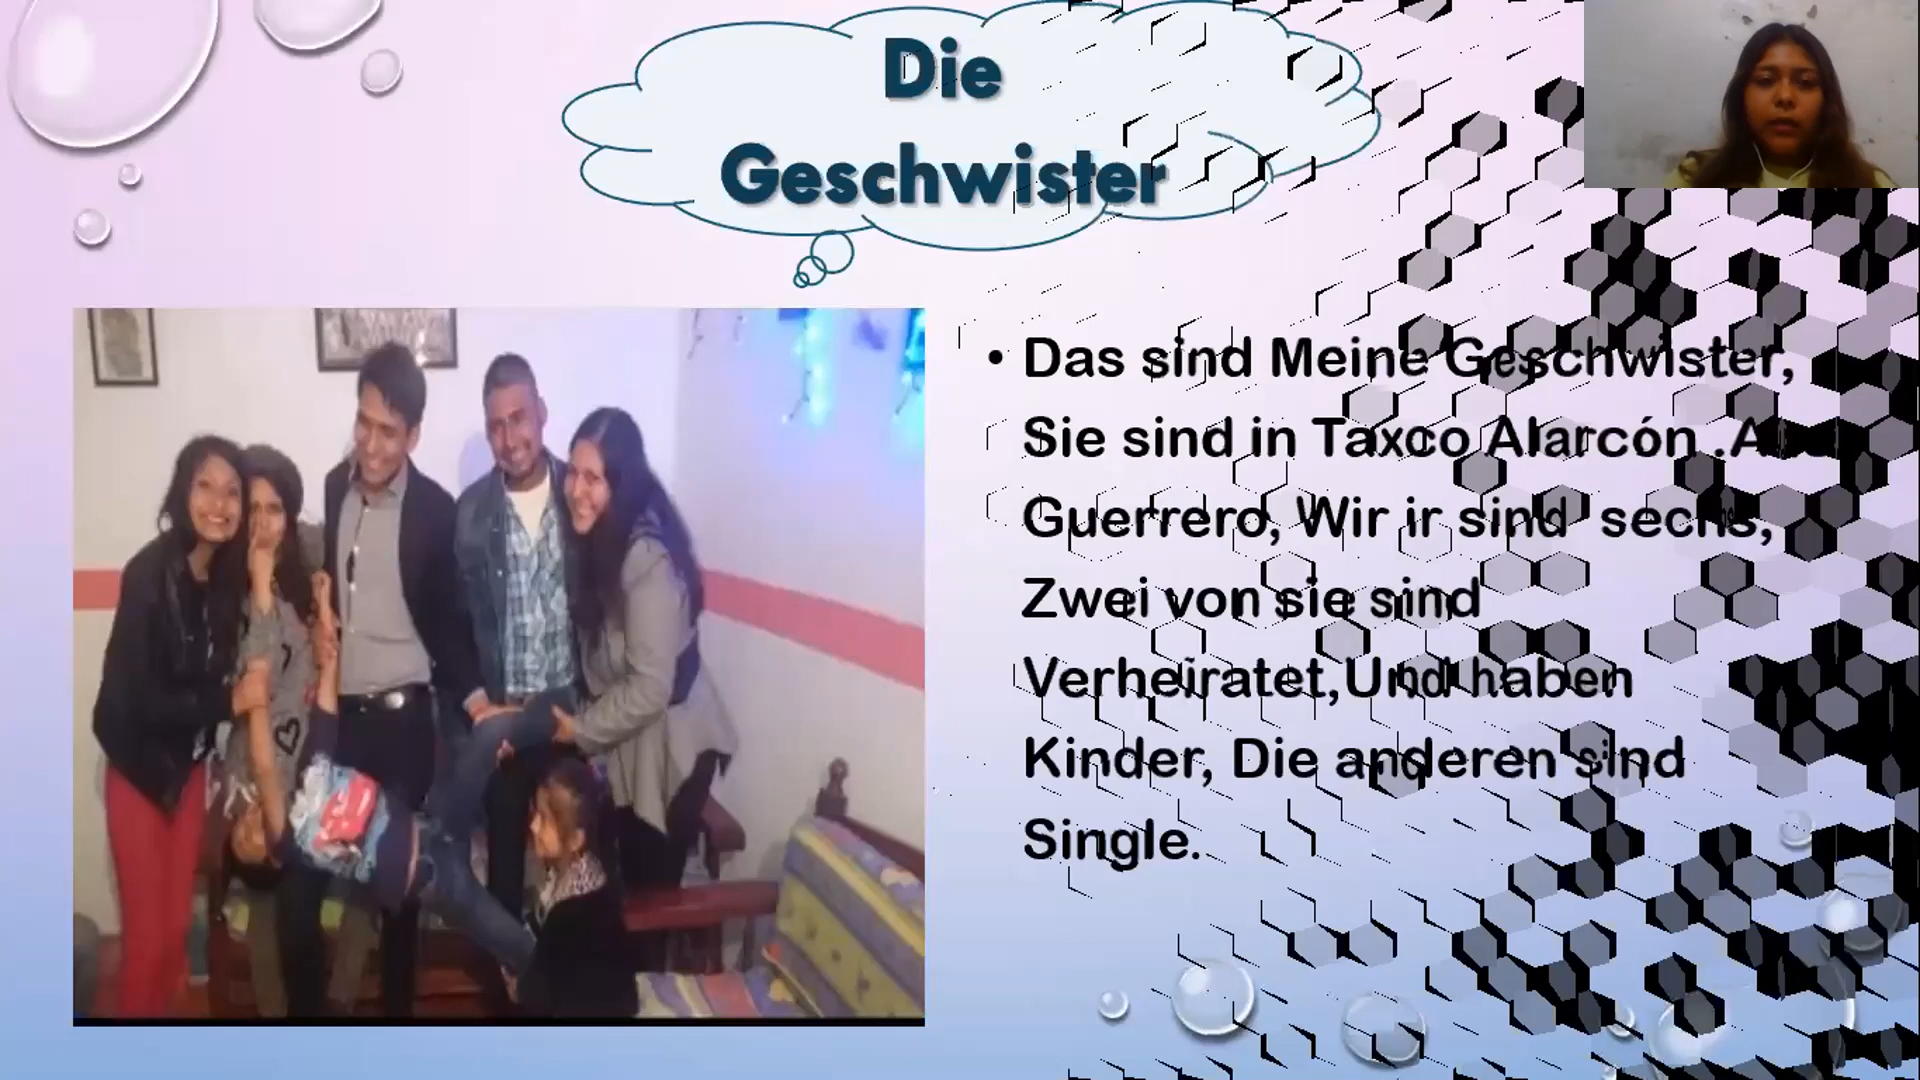 Die
Geschwister
• Das sind Meine Geschwister,
Sie sind in Taxco Alarcón .
Guerrero, Wir ir sind sechs,
Zwei von sie sind
Verheiratet,Und haben
Kinder, Die anderen sind
Single.